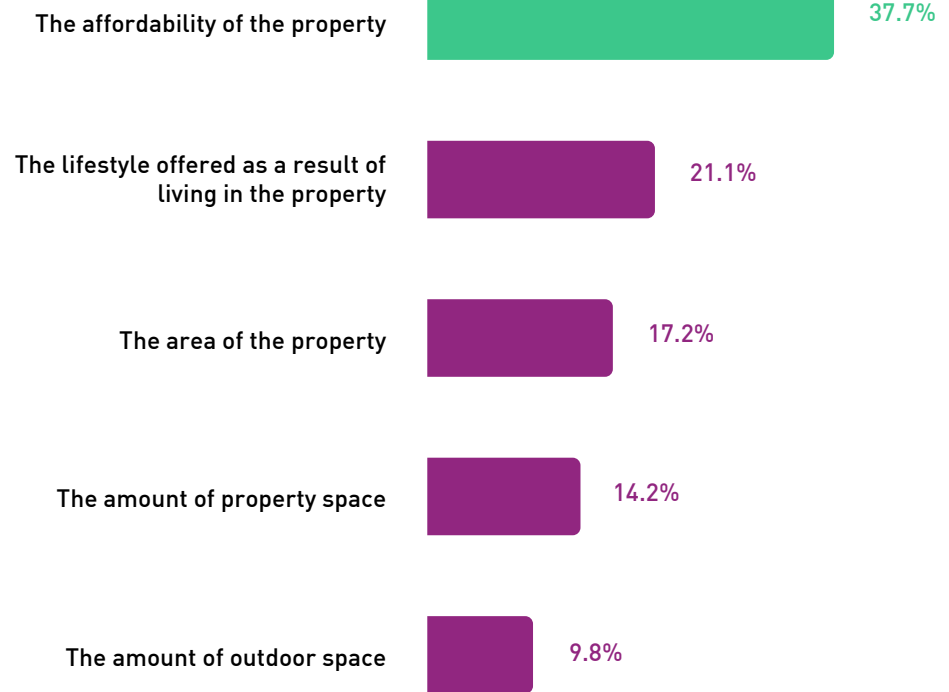 The affordability of the property
37.7%
The lifestyle offered as a result of
living in the property
21.1%
The area of the property
17.2%
The amount of property space
14.2%
The amount of outdoor space
9.8%